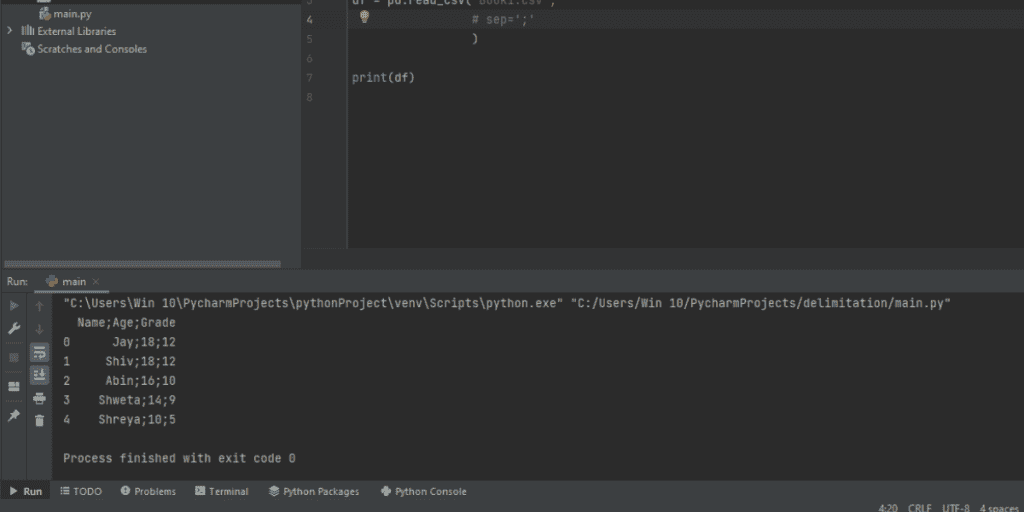 main.py
External Libraries
Scratches and Consoles
3 df = pd.read_csv('Book1.csv',
4 # sep=';'
5 )
6
7 print(df)
8
Run: main
"C:\Users\Win 10\PycharmProjects\pythonProject\venv\Scripts\python.exe" "C:/Users/Win 10/PycharmProjects/delimitation/main.py"
Name;Age;Grade
0 Jay;18;12
1 Shiv;18;12
2 Abin;16;10
3 Shweta;14;9
4 Shreya;10;5
Process finished with exit code 0
Run TODO Problems Terminal Python Packages Python Console
4:20 CRLF UTF-8 4 spaces